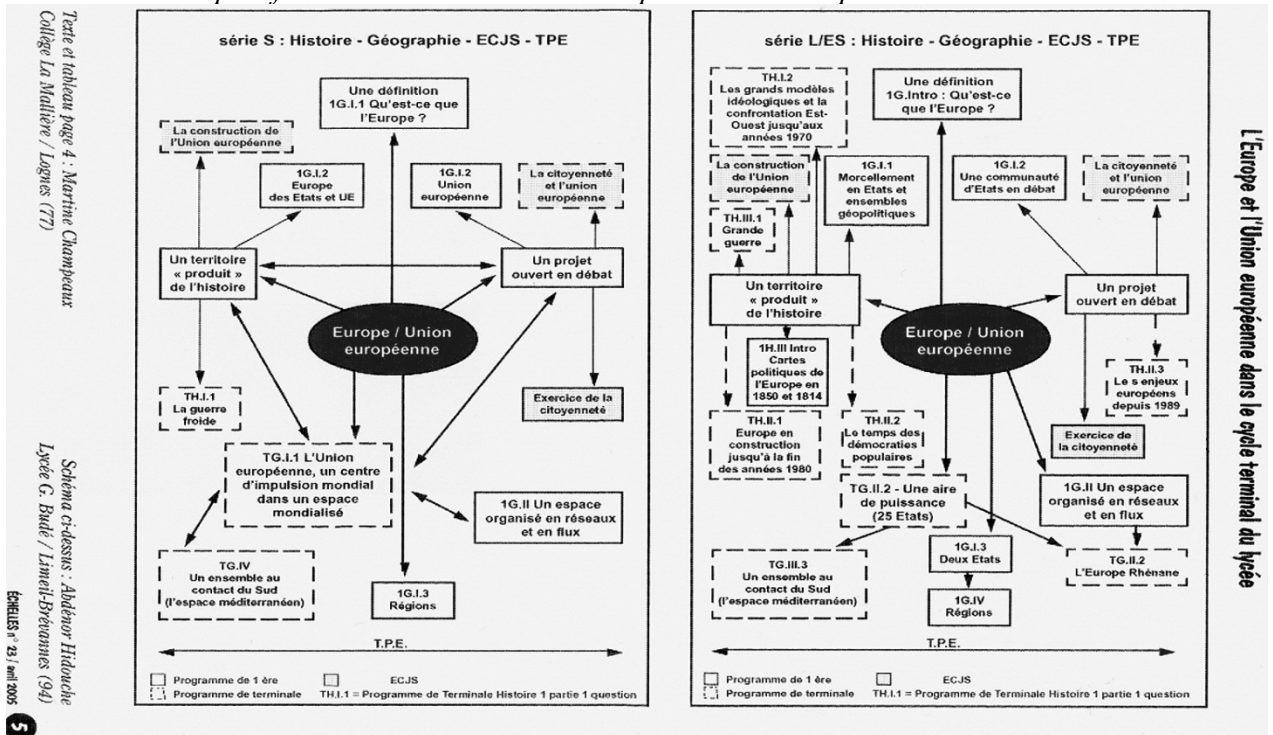 série S : Histoire - Géographie - ECJS - TPE
Une définition
1G.I.1 Qu'est-ce que
l'Europe ?
La construction de
l'Union européenne
1G.I.2
Europe
des Etats et UE
1G.I.2
Union
européenne
La citoyenneté
et l'union
européenne
Un territoire
« produit »
de l'histoire
Un projet
ouvert en débat
Europe / Union
européenne
TH.I.1
La guerre
froide
Exercice de la
citoyenneté
TG.I.1 L'Union
européenne, un centre
d'impulsion mondial
dans un espace
mondialisé
1G.II Un espace
organisé en réseaux
et en flux
TG.IV
Un ensemble au
contact du Sud
(l'espace méditerranéen)
1G.I.3
Régions
T.P.E.
Programme de 1 ère
ECJS
Programme de terminale
TH.I.1 = Programme de Terminale Histoire 1 partie 1 question
série L/ES : Histoire - Géographie - ECJS - TPE
TH.I.2
Les grands modèles
idéologiques et la
confrontation Est-
Ouest jusqu'aux
années 1970
Une définition
1G.Intro : Qu'est-ce
que l'Europe ?
La construction
de l'Union
européenne
1G.I.1
Morcellement
en Etats et
ensembles
géopolitiques
1G.I.2
Une communauté
d'Etats en débat
La citoyenneté
et l'union
européenne
TH.III.1
Grande
guerre
Un territoire
« produit »
de l'histoire
Un projet
ouvert en débat
Europe / Union
européenne
1H.III Intro
Cartes
politiques de
l'Europe en
1850 et 1814
TH.II.3
Le s enjeux
européens
depuis 1989
TH.II.1
Europe en
construction
jusqu'à la fin
des années 1980
TH.II.2
Le temps des
démocraties
populaires
Exercice de
la citoyenneté
TG.II.2 - Une aire
de puissance
(25 Etats)
1G.II Un espace
organisé en réseaux
et en flux
TG.III.3
Un ensemble au
contact du Sud
(l'espace méditerranéen)
1G.I.3
Deux Etats
TG.II.2
L'Europe Rhénane
1G.IV
Régions
T.P.E.
Programme de 1 ère
ECJS
Programme de terminale
TH.I.1 = Programme de Terminale Histoire 1 partie 1 question
L'Europe et l'Union européenne dans le cycle terminal du lycée
Texte et tableau page 4 : Martine Champeaux
Collège La Mallière / Lognes (77)
Schéma ci-dessus : Abdénor Hidouche
Lycée G. Budé / Limeil-Brévannes (94)
ÉCHELLES n° 23 / avril 2005
5